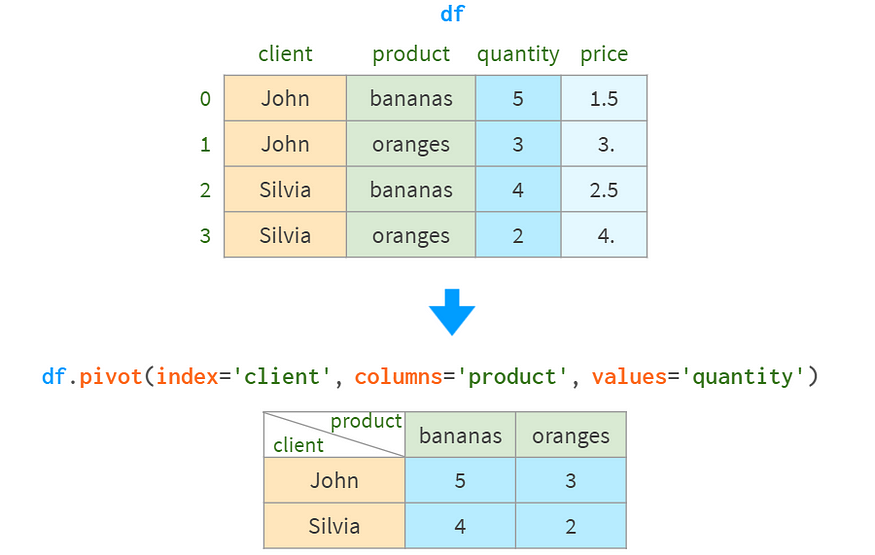 df
client product quantity price
0 John bananas 5 1.5
1 John oranges 3 3.
2 Silvia bananas 4 2.5
3 Silvia oranges 2 4.
df.pivot(index='client', columns='product', values='quantity')
product
client bananas oranges
John 5 3
Silvia 4 2